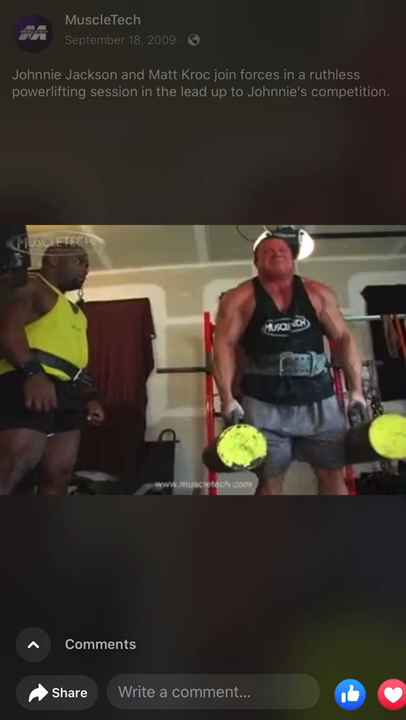 MuscleTech
September 18, 2009 ·
Johnnie Jackson and Matt Kroc join forces in a ruthless
powerlifting session in the lead up to Johnnie's competition.
MUSCLETECH
MUSCLETECH
www.muscletech.com
Comments
Share
Write a comment...